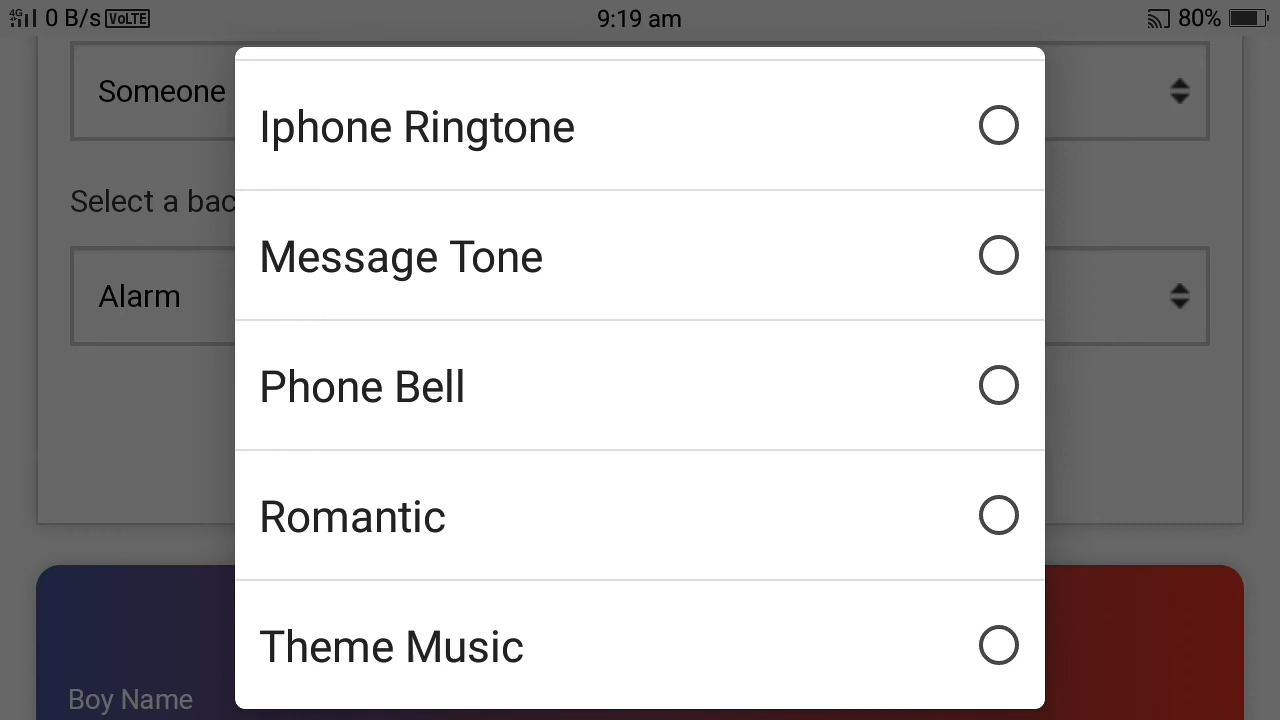 4G 0 B/s VoLTE 9:19 am 80%
Someone
Iphone Ringtone
Select a bac
Message Tone
Alarm
Phone Bell
Romantic
Theme Music
Boy Name